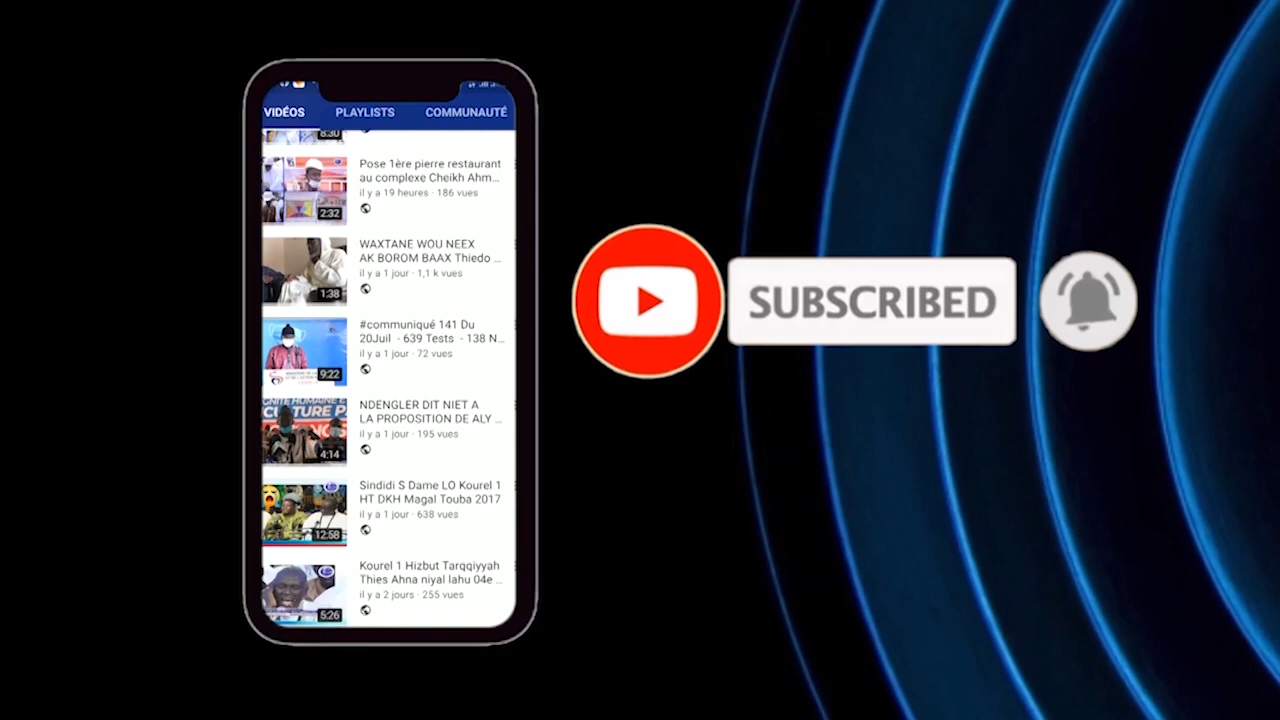 VIDÉOS PLAYLISTS COMMUNAUTÉ
8:30
Pose 1ère pierre restaurant
au complexe Cheikh Ahm...
il y a 19 heures · 186 vues
2:32
WAXTANE WOU NEEX
AK BOROM BAAX Thiedo ...
il y a 1 jour · 1,1 k vues
1:38
#communiqué 141 Du
20Juil - 639 Tests - 138 N...
il y a 1 jour · 72 vues
9:22
NDENGLER DIT NIET A
LA PROPOSITION DE ALY ...
il y a 1 jour · 195 vues
CULTURE P
4:14
Sindidi S Dame LO Kourel 1
HT DKH Magal Touba 2017
il y a 1 jour · 638 vues
12:58
Kourel 1 Hizbut Tarqqiyyah
Thies Ahna niyal lahu 04e ...
il y a 2 jours · 255 vues
5:26
SUBSCRIBED